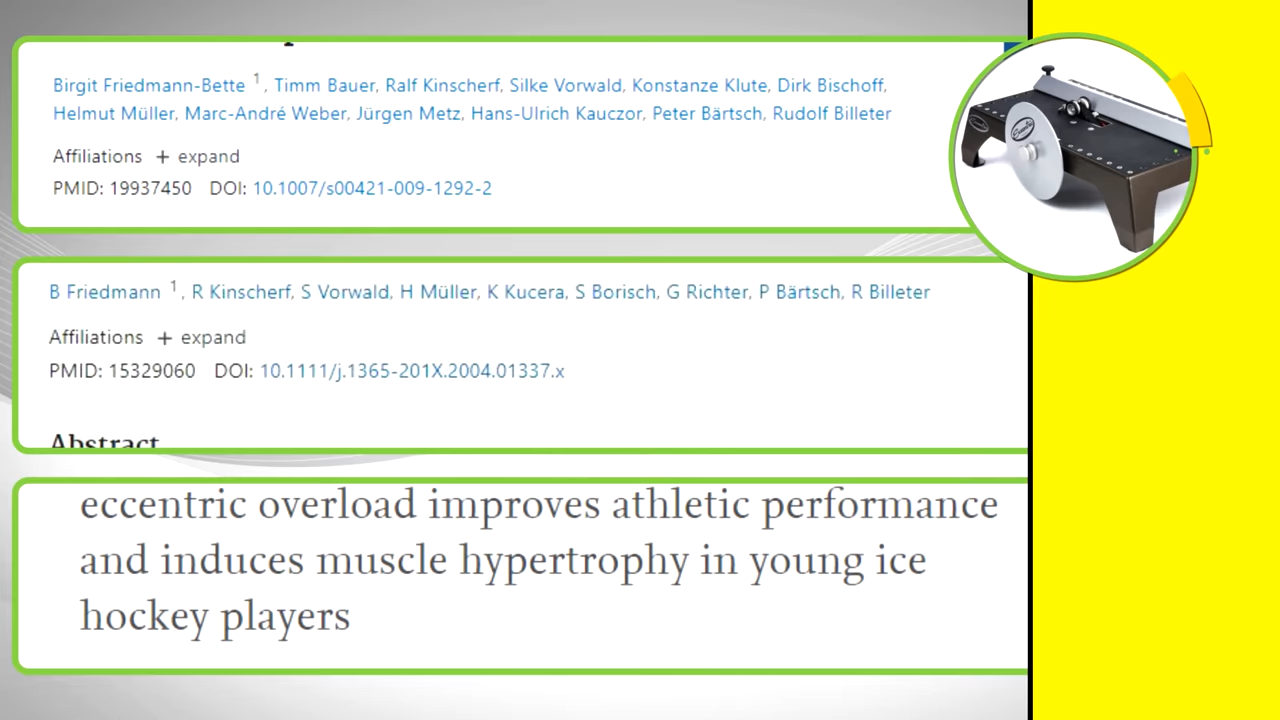 Birgit Friedmann-Bette 1, Timm Bauer, Ralf Kinscherf, Silke Vorwald, Konstanze Klute, Dirk Bischoff,
Helmut Müller, Marc-André Weber, Jürgen Metz, Hans-Ulrich Kauczor, Peter Bärtsch, Rudolf Billeter
Affiliations + expand
PMID: 19937450 DOI: 10.1007/s00421-009-1292-2
B Friedmann 1, R Kinscherf, S Vorwald, H Müller, K Kucera, S Borisch, G Richter, P Bärtsch, R Billeter
Affiliations + expand
PMID: 15329060 DOI: 10.1111/j.1365-201X.2004.01337.x
Abstract
eccentric overload improves athletic performance
and induces muscle hypertrophy in young ice
hockey players